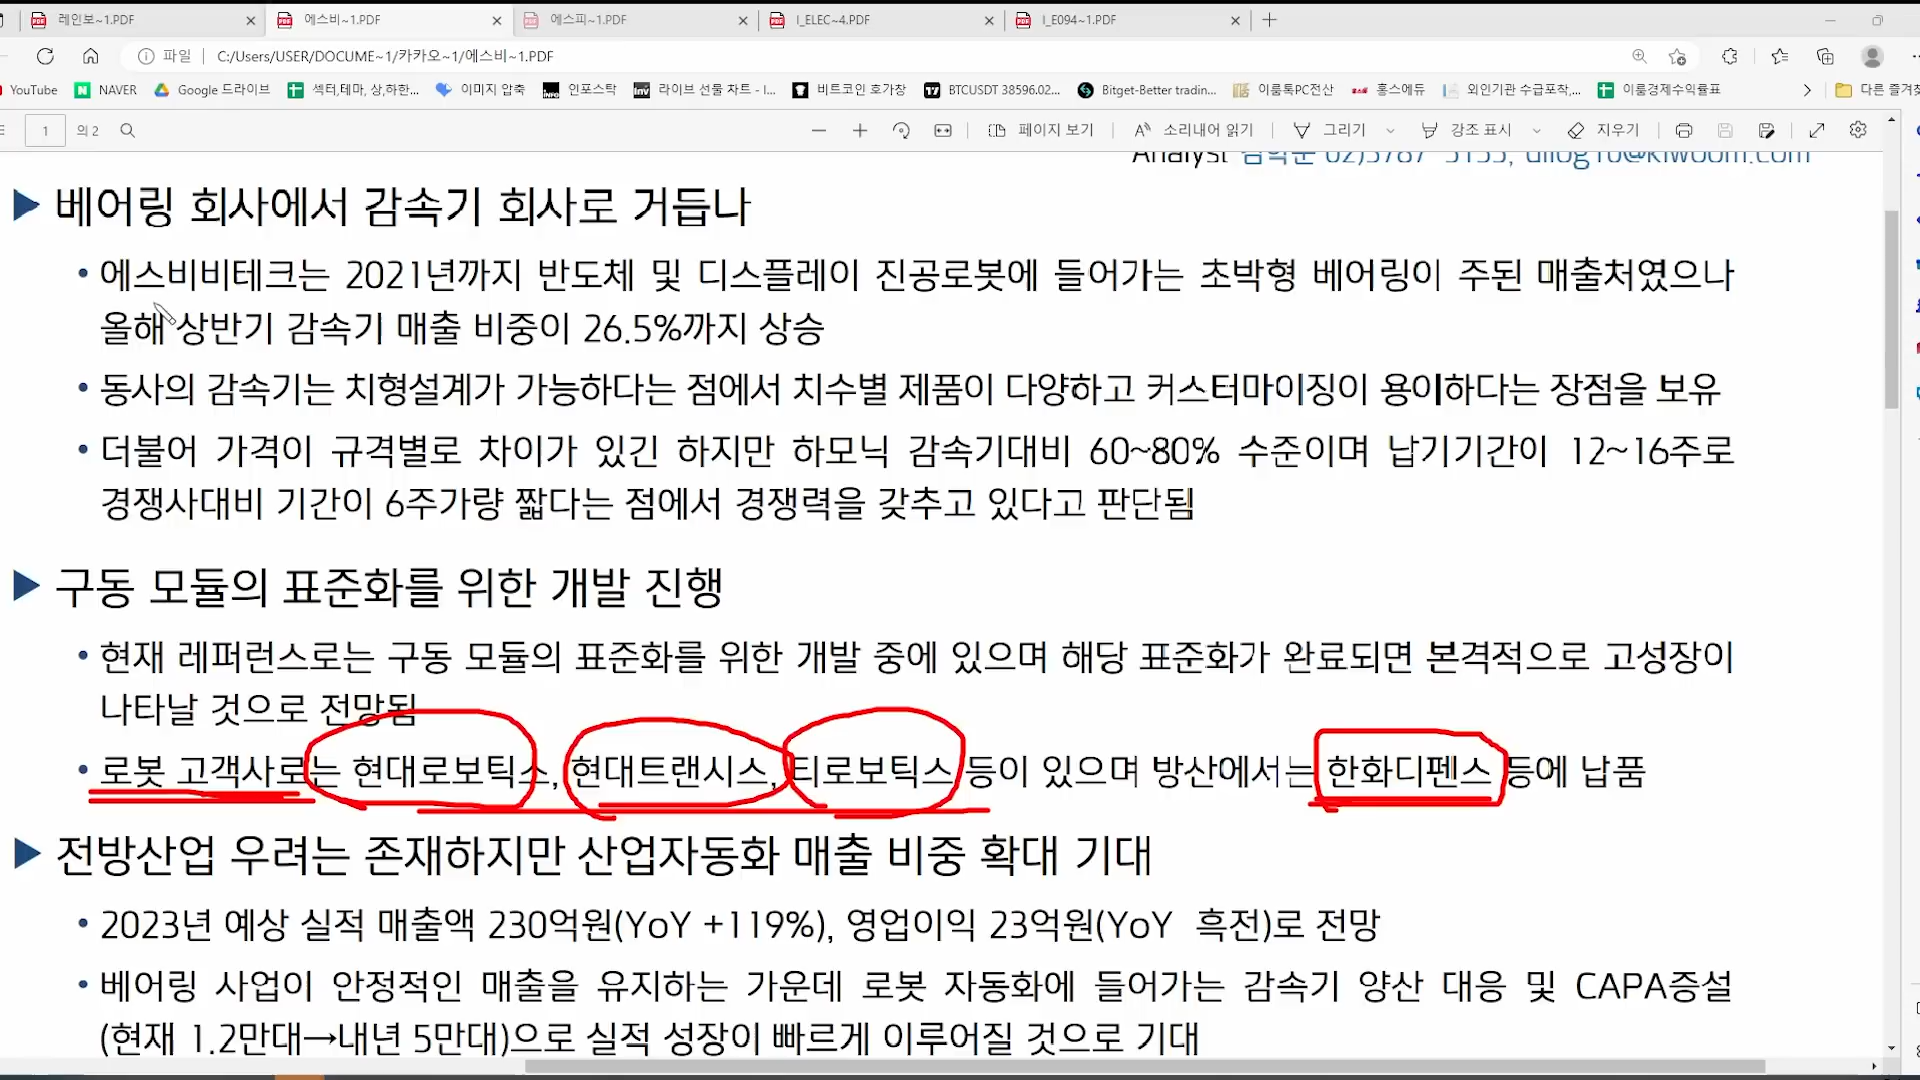 레인보~1.PDF 에스비~1.PDF 에스피~1.PDF I_ELEC~4.PDF I_E094~1.PDF
파일 C:/Users/USER/DOCUME~1/카카오~1/에스비~1.PDF
YouTube NAVER Google 드라이브 섹터,테마, 상,하한... 이미지 압축 인포스탁 라이브 선물 차트 - I... 비트코인 호가창 BTCUSDT 38596.02... Bitget-Better tradin... 이룸톡PC전산 홍스에듀 외인기관 수급포착,... 이룸경제수익률표 다른 즐겨찾
1 의 2 페이지 보기 소리내어 읽기 그리기 강조 표시 지우기
Analyst
베어링 회사에서 감속기 회사로 거듭나
• 에스비비테크는 2021년까지 반도체 및 디스플레이 진공로봇에 들어가는 초박형 베어링이 주된 매출처였으나
올해 상반기 감속기 매출 비중이 26.5%까지 상승
• 동사의 감속기는 치형설계가 가능하다는 점에서 치수별 제품이 다양하고 커스터마이징이 용이하다는 장점을 보유
• 더불어 가격이 규격별로 차이가 있긴 하지만 하모닉 감속기대비 60~80% 수준이며 납기기간이 12~16주로
경쟁사대비 기간이 6주가량 짧다는 점에서 경쟁력을 갖추고 있다고 판단됨
구동 모듈의 표준화를 위한 개발 진행
• 현재 레퍼런스로는 구동 모듈의 표준화를 위한 개발 중에 있으며 해당 표준화가 완료되면 본격적으로 고성장이
나타날 것으로 전망됨
• 로봇 고객사로는 현대로보틱스, 현대트랜시스, 티로보틱스 등이 있으며 방산에서는 한화디펜스 등에 납품
전방산업 우려는 존재하지만 산업자동화 매출 비중 확대 기대
• 2023년 예상 실적 매출액 230억원(YoY +119%), 영업이익 23억원(YoY 흑전)로 전망
• 베어링 사업이 안정적인 매출을 유지하는 가운데 로봇 자동화에 들어가는 감속기 양산 대응 및 CAPA증설
(현재 1.2만대→내년 5만대)으로 실적 성장이 빠르게 이루어질 것으로 기대